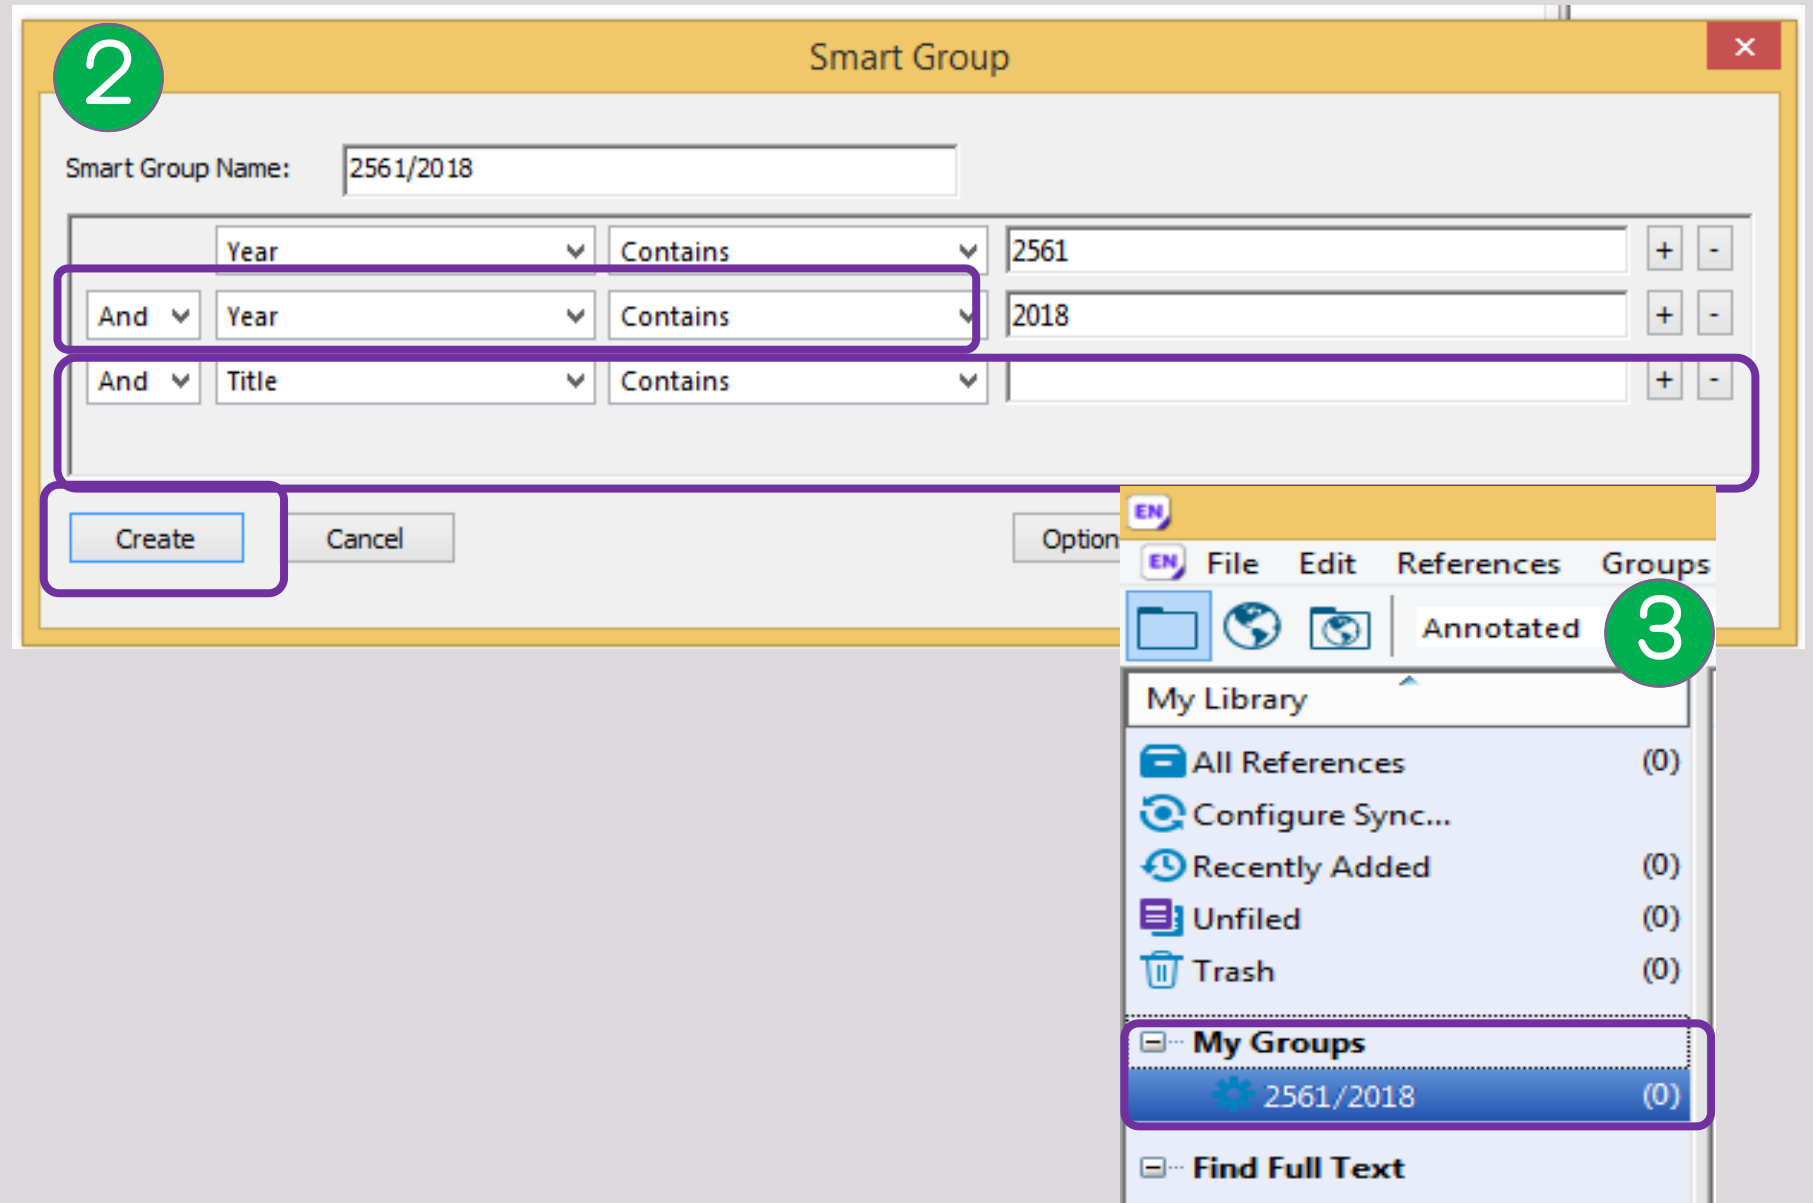 2
Smart Group
×
Smart Group Name: 2561/2018
Year Contains 2561 + -
And Year Contains 2018 + -
And Title Contains + -
Create Cancel Option
EN
EN File Edit References Groups
Annotated 3
My Library
All References (0)
Configure Sync...
Recently Added (0)
Unfiled (0)
Trash (0)
My Groups
2561/2018 (0)
Find Full Text